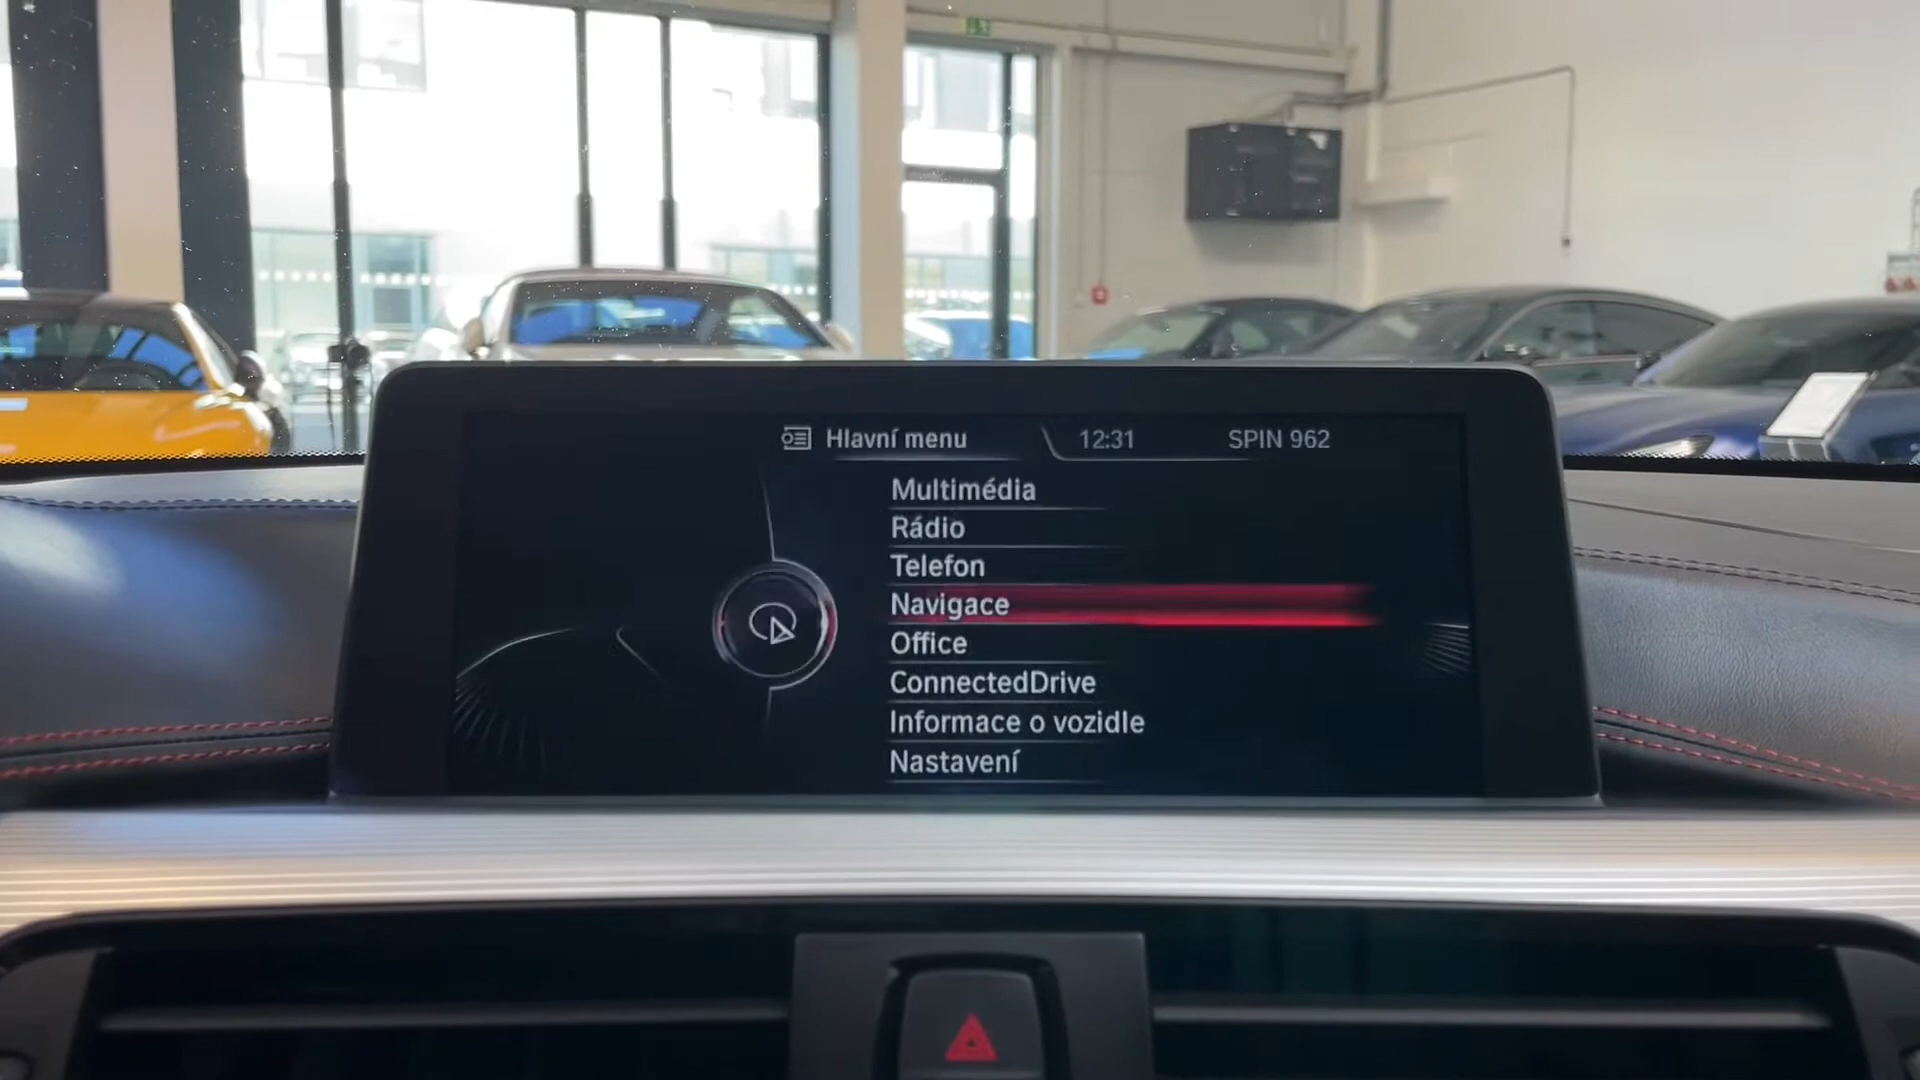 Hlavní menu 12:31 SPIN 962
Multimédia
Rádio
Telefon
Navigace
Office
ConnectedDrive
Informace o vozidle
Nastavení